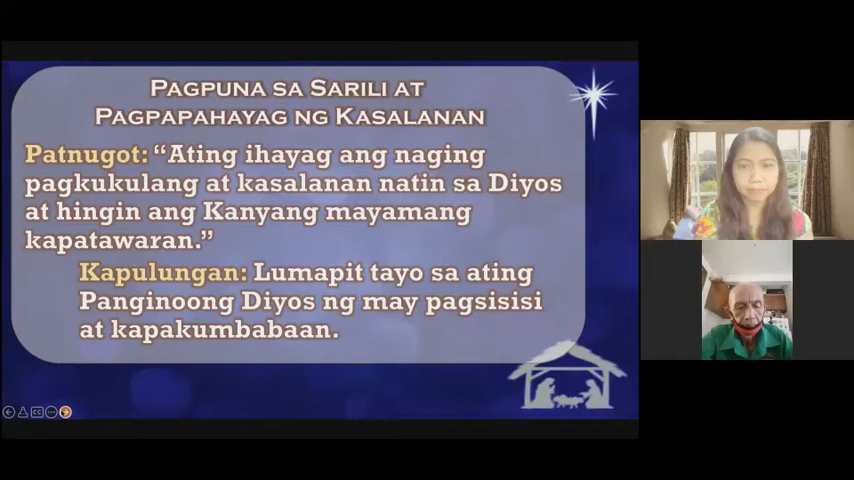 PAGPUNA SA SARILI AT
PAGPAPAHAYAG NG KASALANAN
Patnugot: “Ating ihayag ang naging
pagkukulang at kasalanan natin sa Diyos
at hingin ang Kanyang mayamang
kapatawaran.”
Kapulungan: Lumapit tayo sa ating
Panginoong Diyos ng may pagsisisi
at kapakumbabaan.
CC